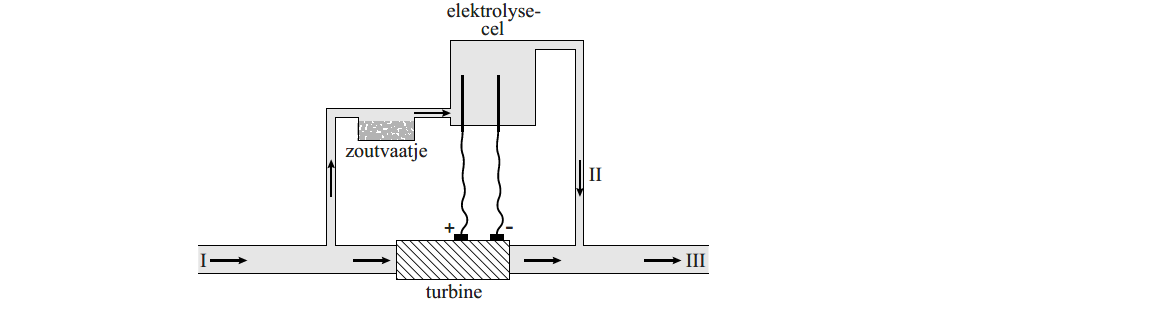 elektrolyse-
cel
zoutvaatje
II
+
-
I
III
turbine